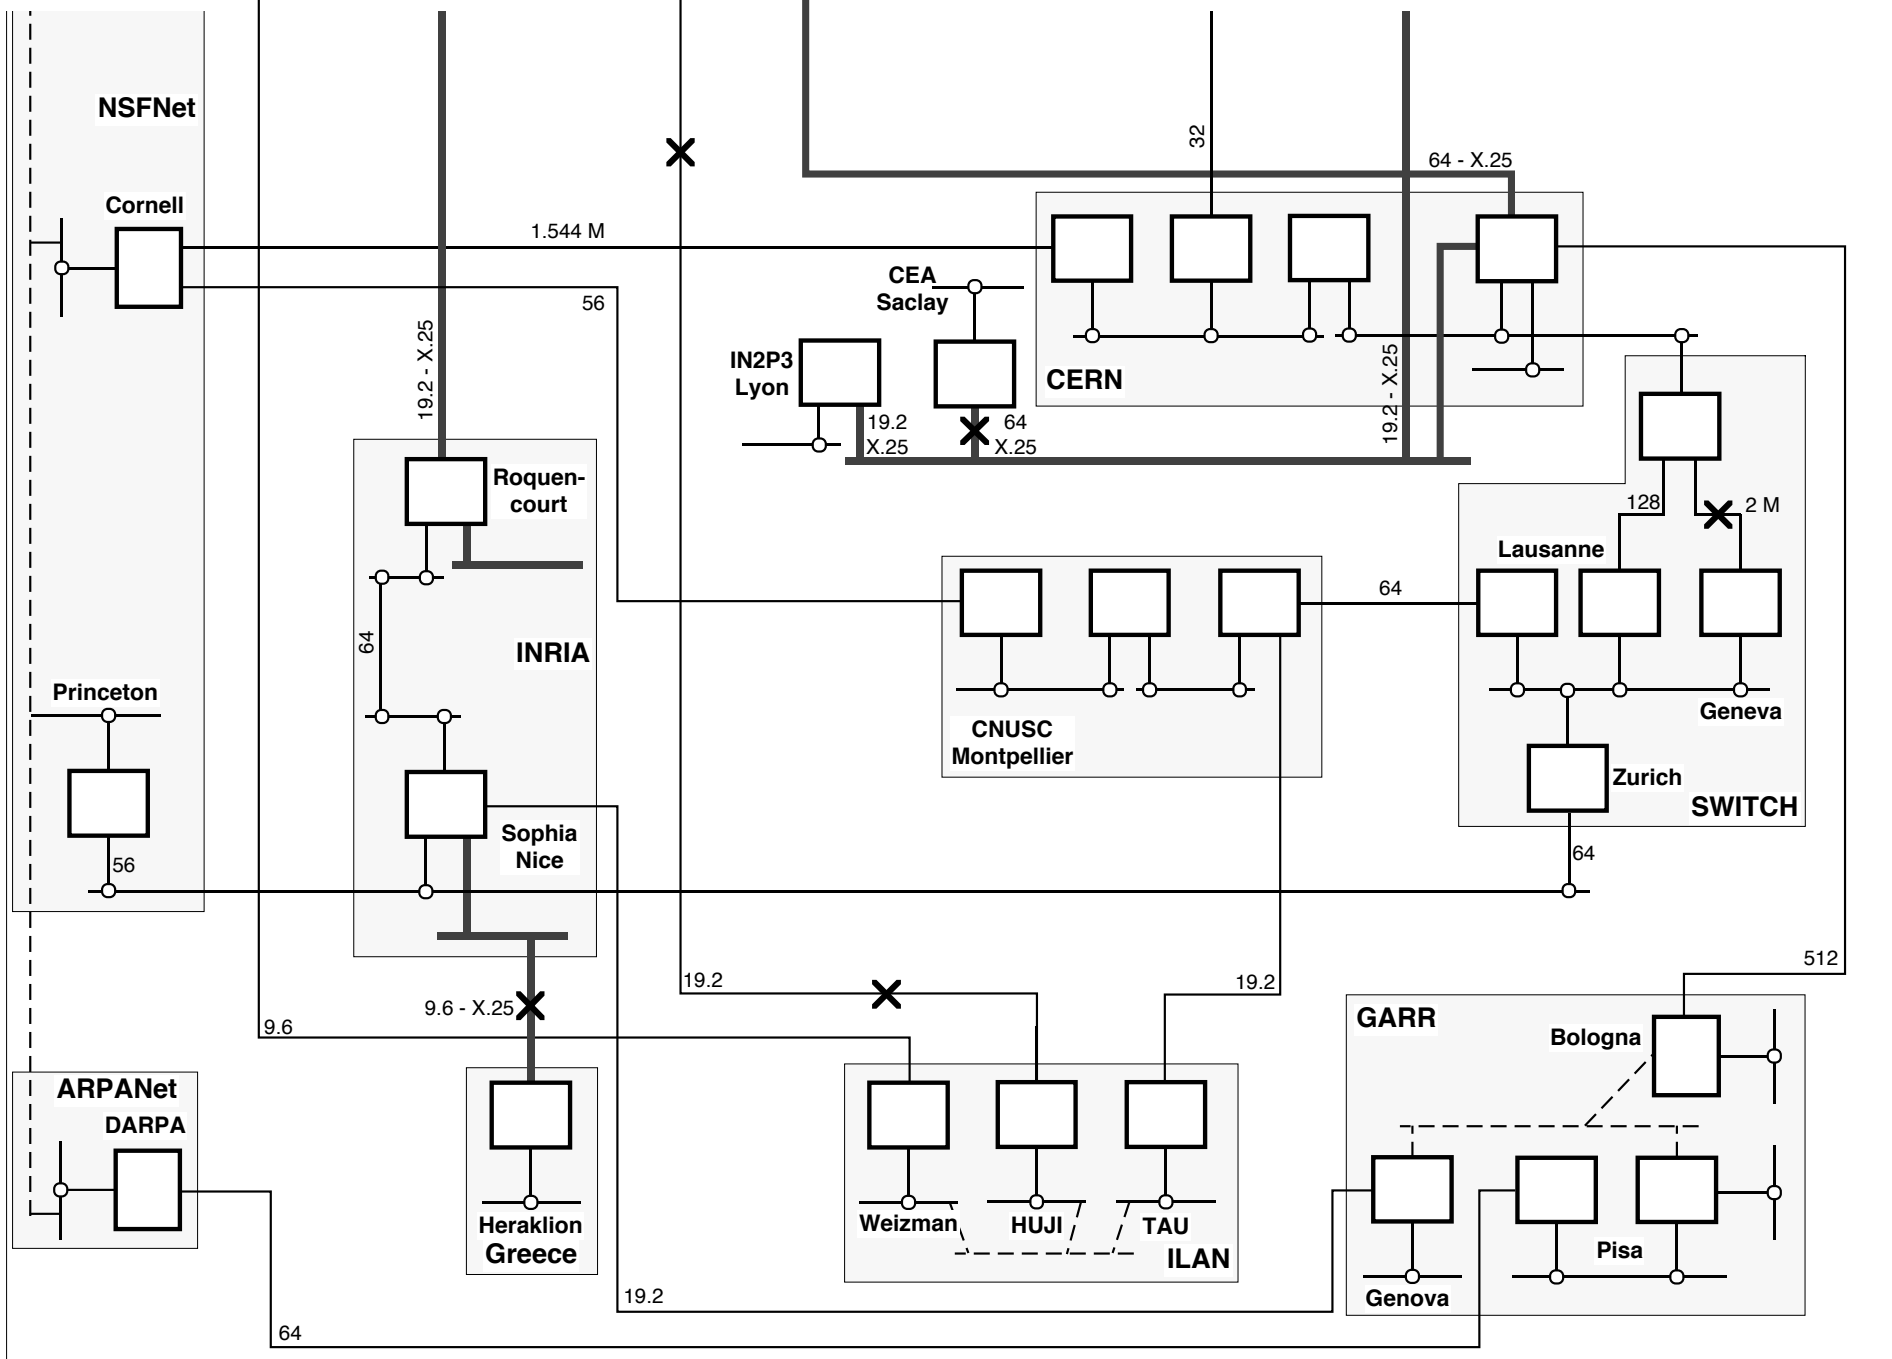 NSFNet
32
64 - X.25
Cornell
1.544 M
56
CEA
Saclay
19.2 - X.25
IN2P3
Lyon
CERN
19.2 - X.25
19.2
X.25
64
X.25
Roquen-
court
128
2 M
Lausanne
64
64
INRIA
Princeton
CNUSC
Montpellier
Geneva
Zurich
SWITCH
Sophia
Nice
56
64
512
19.2
19.2
9.6 - X.25
9.6
GARR
Bologna
ARPANet
DARPA
Heraklion
Greece
Weizman
HUJI
TAU
ILAN
Pisa
Genova
19.2
64